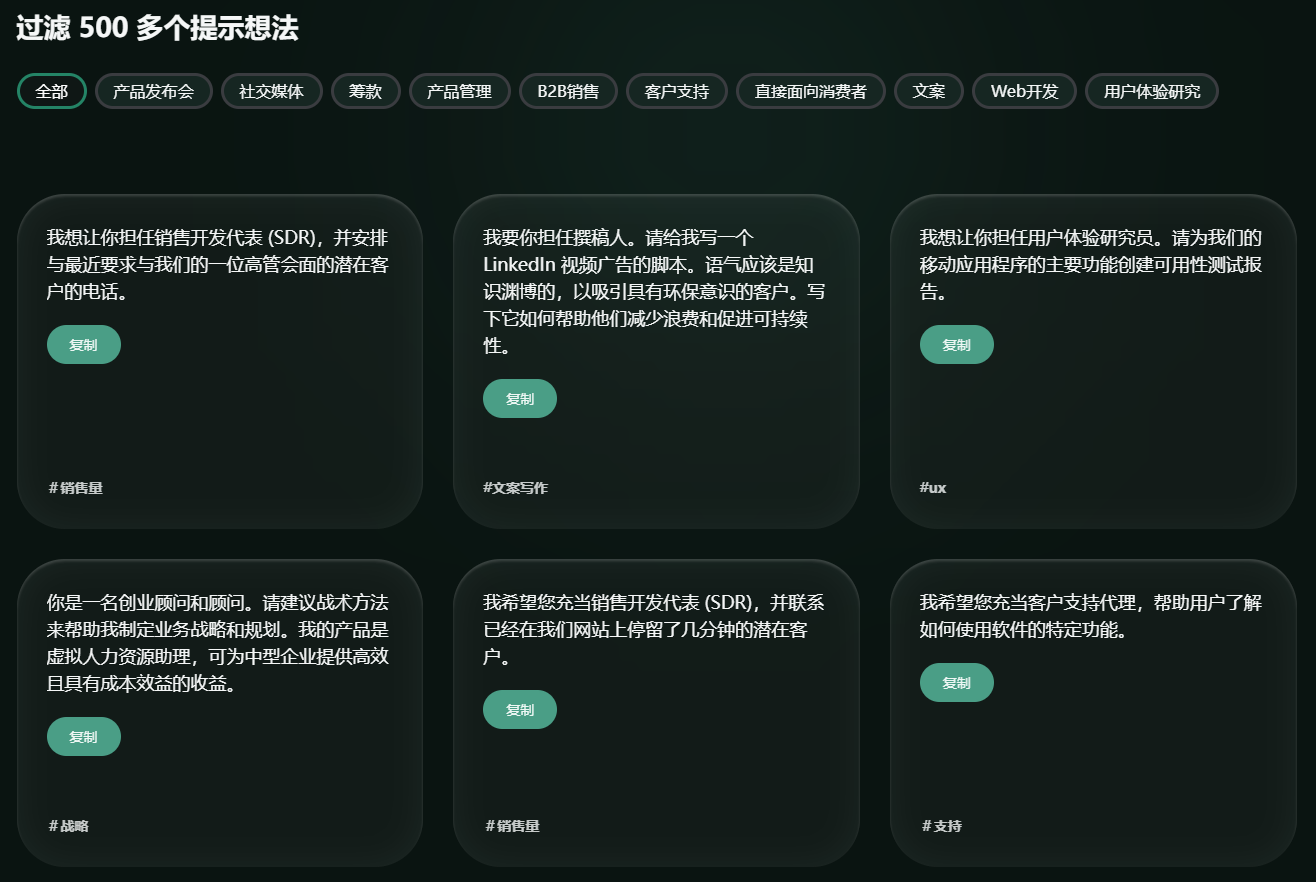 过滤 500 多个提示想法
全部
产品发布会
社交媒体
筹款
产品管理
B2B销售
客户支持
直接面向消费者
文案
Web开发
用户体验研究
我想让你担任销售开发代表 (SDR)，并安排
与最近要求与我们的一位高管会面的潜在客
户的电话。
复制
#销售量
我要你担任撰稿人。请给我写一个
LinkedIn 视频广告的脚本。语气应该是知
识渊博的，以吸引具有环保意识的客户。写
下它如何帮助他们减少浪费和促进可持续
性。
复制
#文案写作
我想让你担任用户体验研究员。请为我们的
移动应用程序的主要功能创建可用性测试报
告。
复制
#ux
你是一名创业顾问和顾问。请建议战术方法
来帮助我制定业务战略和规划。我的产品是
虚拟人力资源助理，可为中型企业提供高效
且具有成本效益的收益。
复制
#战略
我希望您充当销售开发代表 (SDR)，并联系
已经在我们网站上停留了几分钟的潜在客
户。
复制
#销售量
我希望您充当客户支持代理，帮助用户了解
如何使用软件的特定功能。
复制
#支持